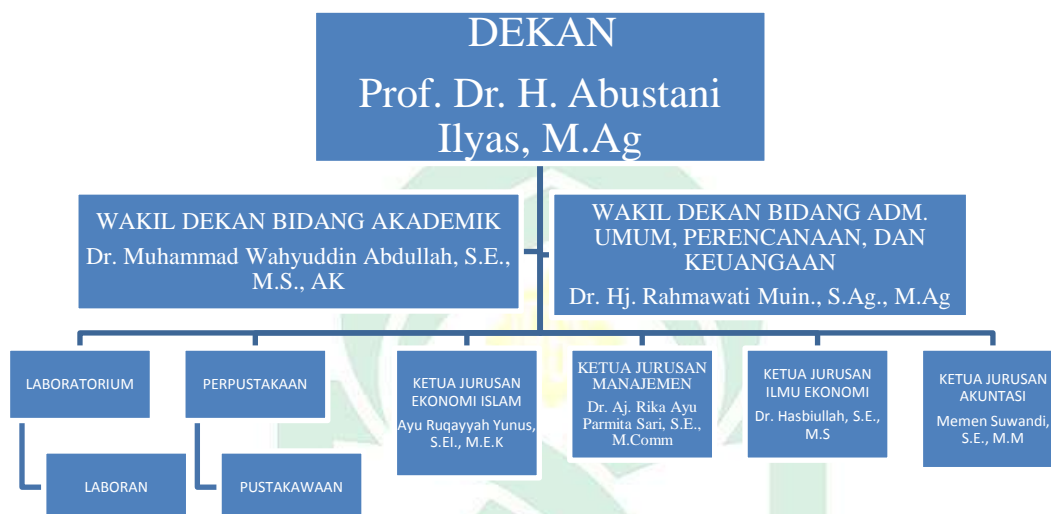 DEKAN
Prof. Dr. H. Abustani
Ilyas, M.Ag
WAKIL DEKAN BIDANG AKADEMIK
Dr. Muhammad Wahyuddin Abdullah, S.E.,
M.S., AK
WAKIL DEKAN BIDANG ADM.
UMUM, PERENCANAAN, DAN
KEUANGAAN
Dr. Hj. Rahmawati Muin., S.Ag., M.Ag
LABORATORIUM
PERPUSTAKAAN
KETUA JURUSAN
EKONOMI ISLAM
Ayu Ruqayyah Yunus,
S.EI., M.E.K
KETUA JURUSAN
MANAJEMEN
Dr. Aj. Rika Ayu
Parmita Sari, S.E.,
M.Comm
KETUA JURUSAN
ILMU EKONOMI
Dr. Hasbiullah, S.E.,
M.S
KETUA JURUSAN
AKUNTASI
Memen Suwandi,
S.E., M.M
LABORAN
PUSTAKAWAAN